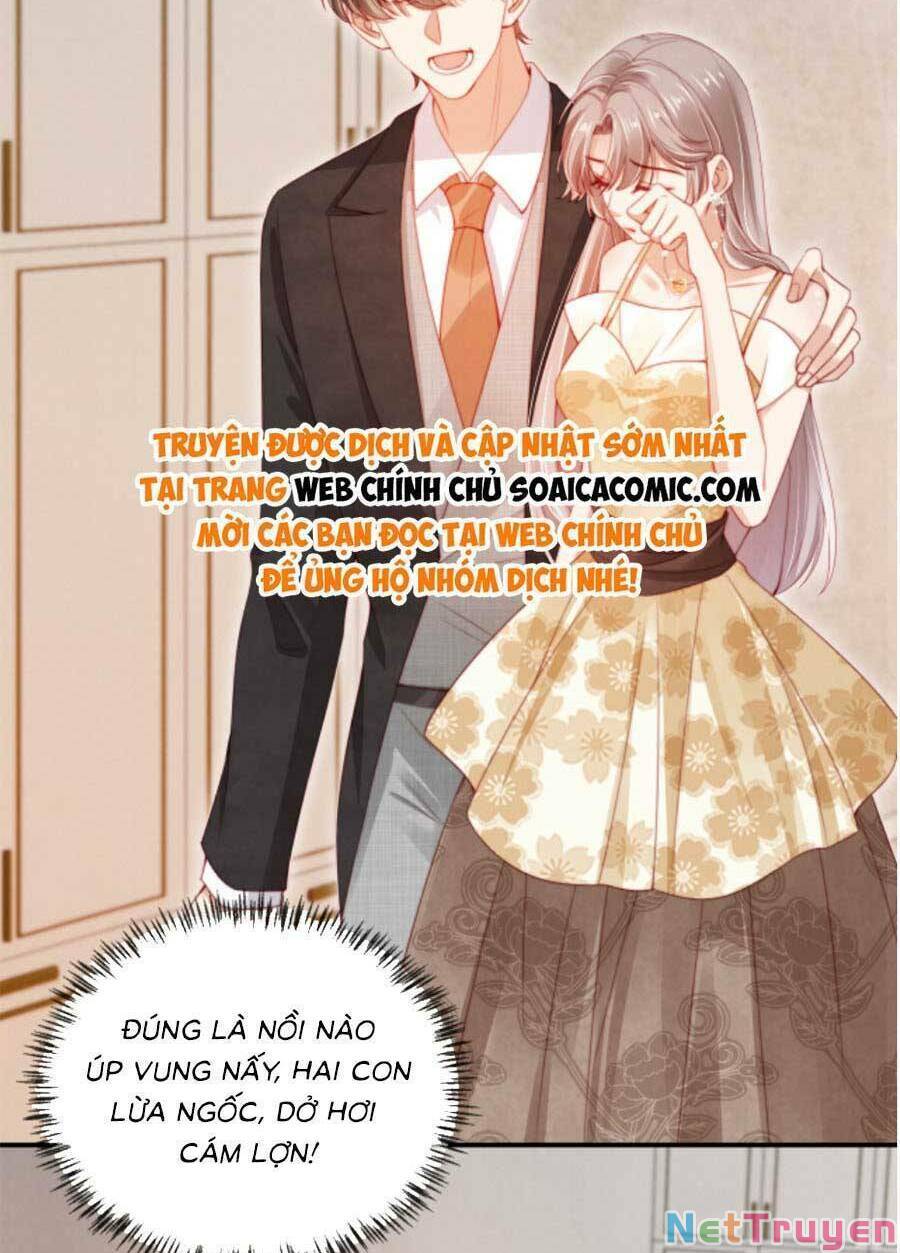 TRUYỆN ĐƯỢC DỊCH VÀ CẬP NHẬT SỚM NHẤT
TẠI TRANG WEB CHÍNH CHỦ SOAICACOMIC.COM
MỜI CÁC BẠN ĐỌC TẠI WEB CHÍNH CHỦ
ĐỂ ỦNG HỘ NHÓM DỊCH NHÉ!
ĐÚNG LÀ NỒI NÀO
ÚP VUNG NẤY, HAI CON
LỪA NGỐC, DỞ HƠI
CÁM LỢN!
NetTruyen